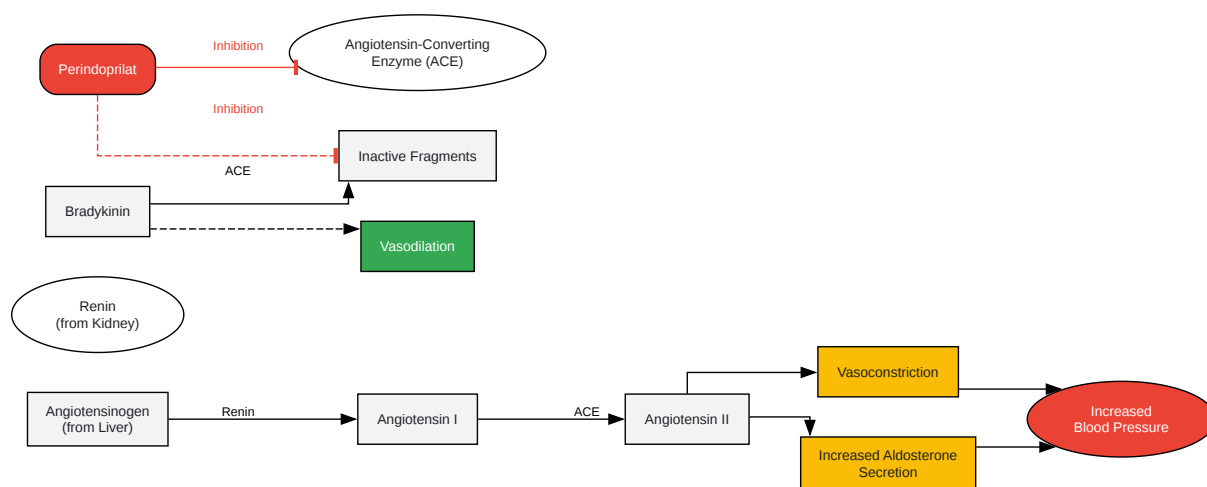 Inhibition
Angiotensin-Converting
Enzyme (ACE)
Perindoprilat
Inhibition
Inactive Fragments
ACE
Bradykinin
Vasodilation
Renin
(from Kidney)
Vasoconstriction
Angiotensinogen
(from Liver)
Renin
Angiotensin I
ACE
Angiotensin II
Increased
Blood Pressure
Increased Aldosterone
Secretion